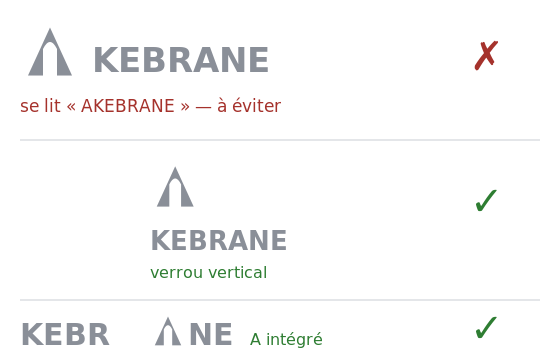 KEBRANE ✗
se lit « AKEBRANE » — à éviter
✓
KEBRANE
verrou vertical
KEBR NE A intégré ✓